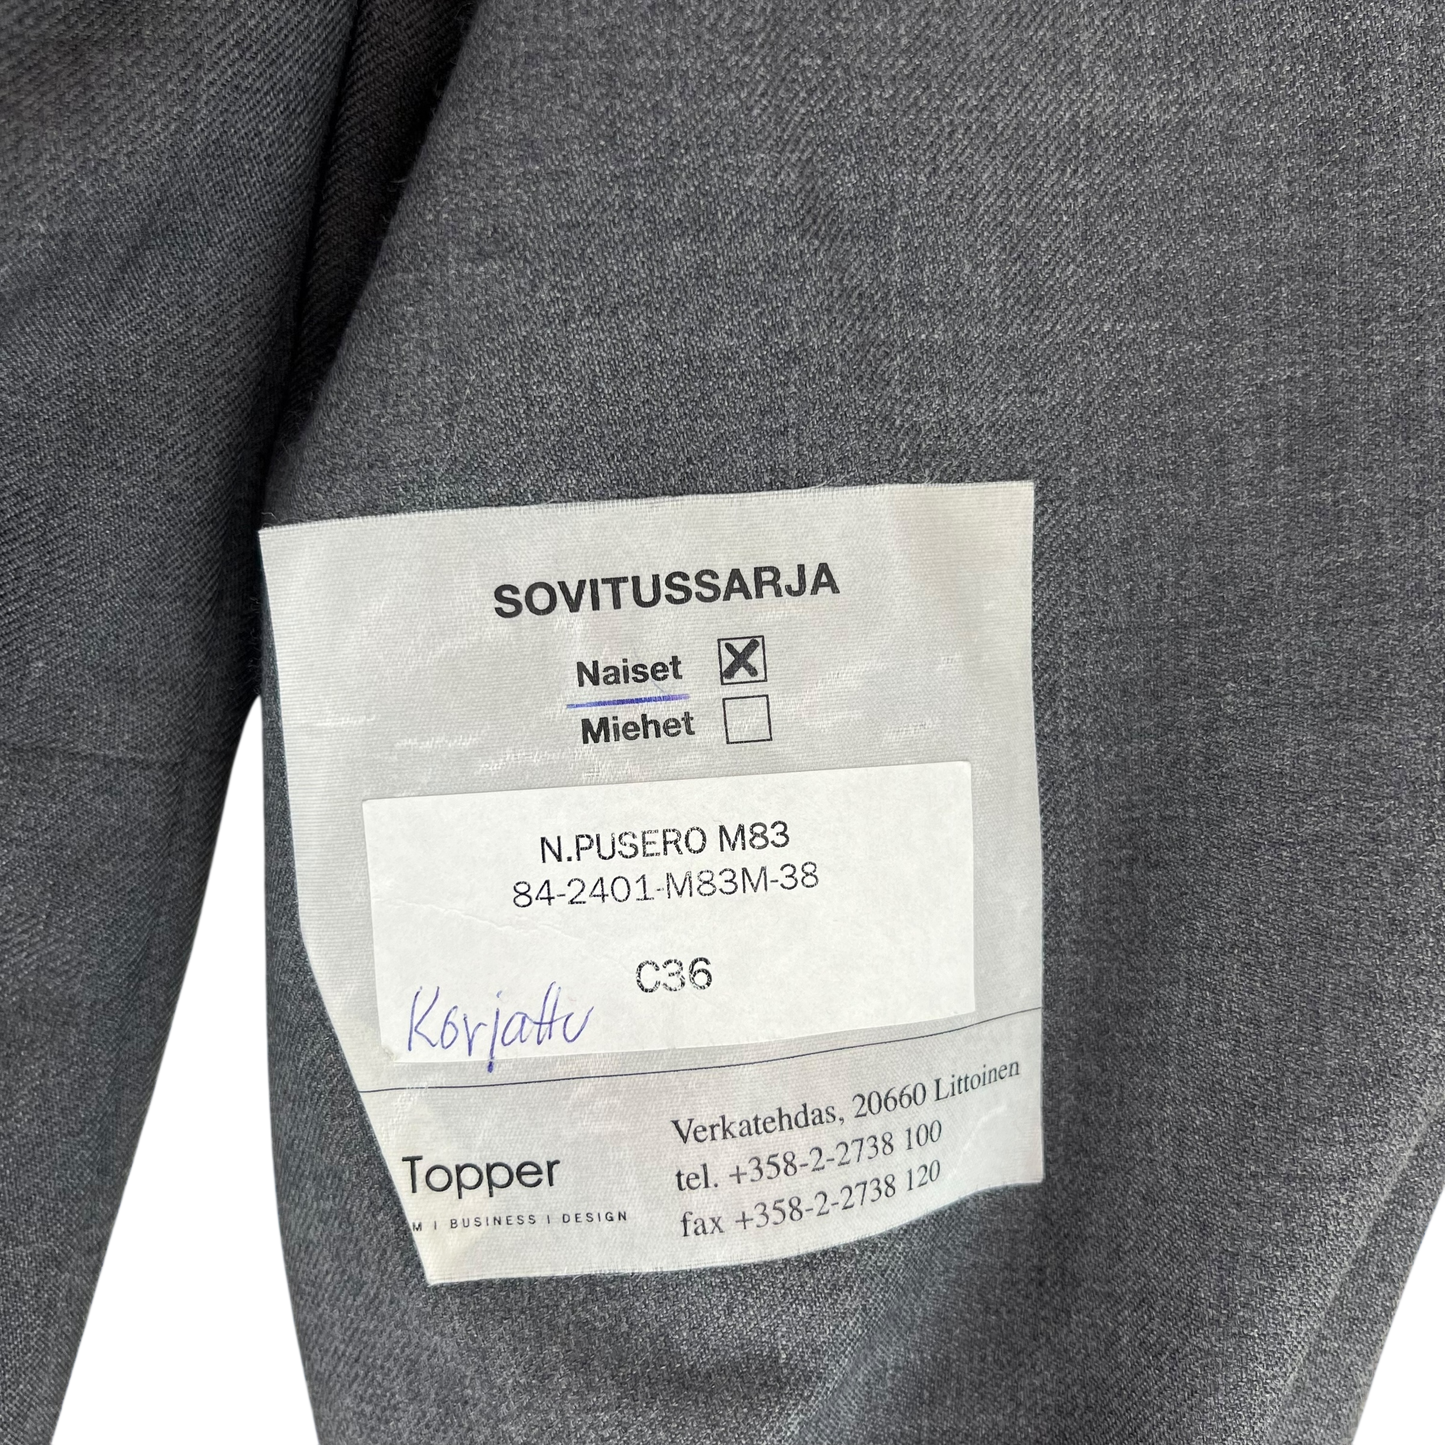 SOVITUSSARJA
Naiset
Miehet
N.PUSERO M83
84-2401-M83M-38
C36
Korjattu
Verkatehdas, 20660 Littoinen
tel. +358-2-2738 100
fax +358-2-2738 120
Topper
M | BUSINESS | DESIGN